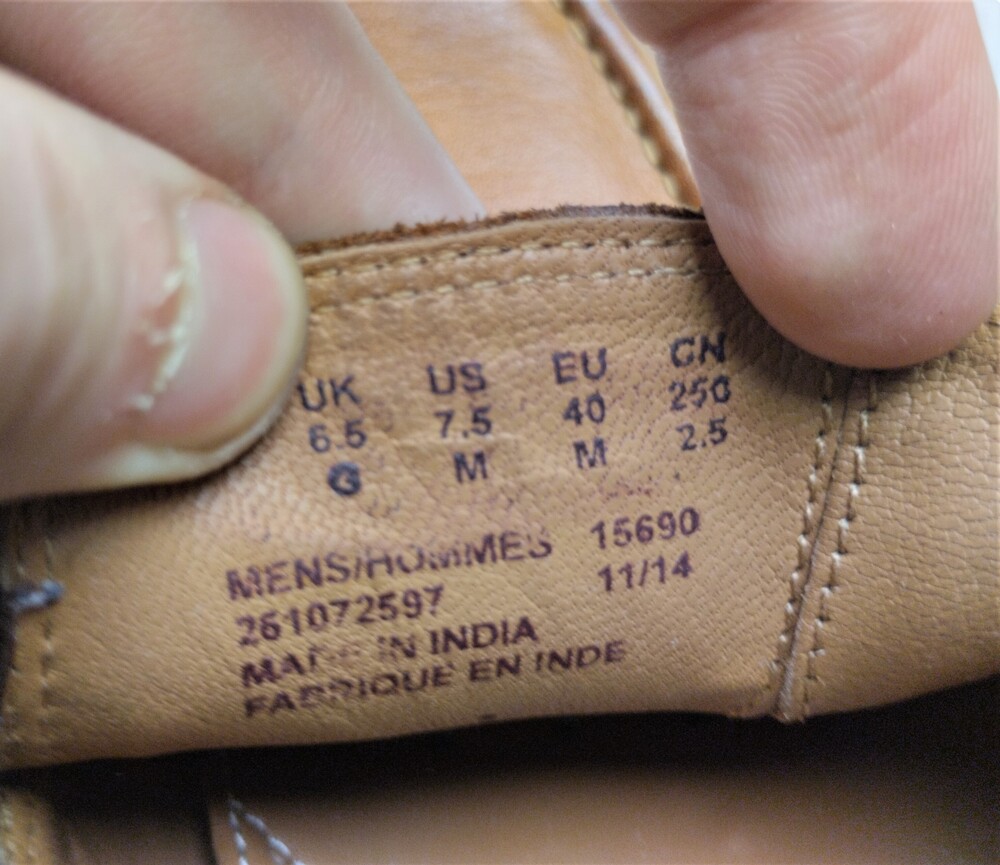 UK US EU CN
6.5 7.5 40 250
G M M 2.5
MENS/HOMMES 15690
261072597 11/14
MADE IN INDIA
FABRIQUE EN INDE